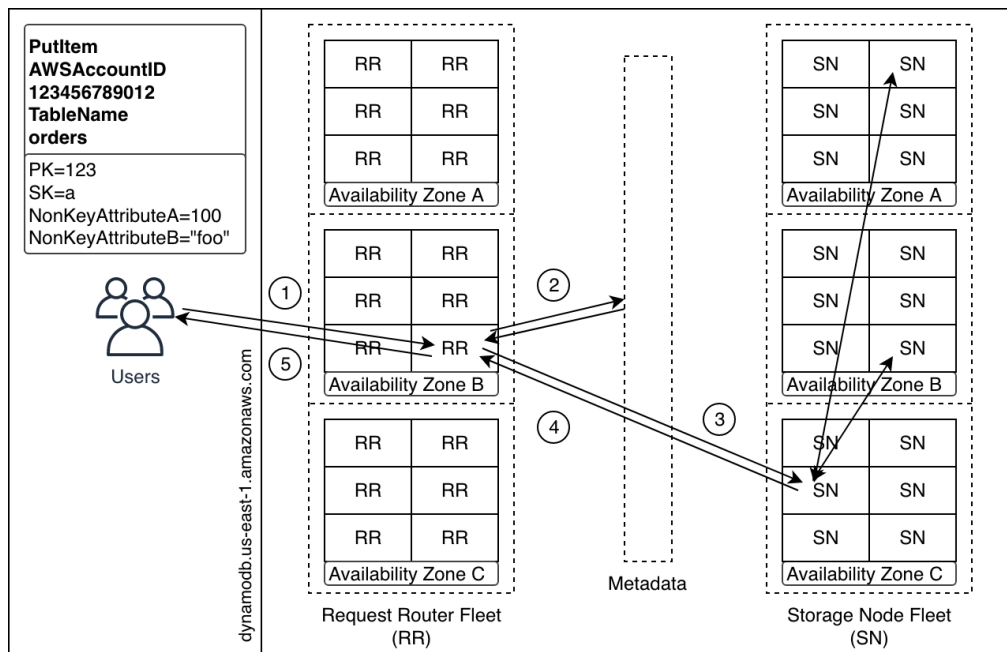 PutItem
AWSAccountID
123456789012
TableName
orders
PK=123
SK=a
NonKeyAttributeA=100
NonKeyAttributeB="foo"
Users
dynamodb.us-east-1.amazonaws.com
1
5
RR RR
RR RR
RR RR
Availability Zone A
RR RR
RR RR
RR RR
Availability Zone B
RR RR
RR RR
RR RR
Availability Zone C
Request Router Fleet
(RR)
2
4
Metadata
3
SN SN
SN SN
SN SN
Availability Zone A
SN SN
SN SN
SN SN
Availability Zone B
SN SN
SN SN
SN SN
Availability Zone C
Storage Node Fleet
(SN)